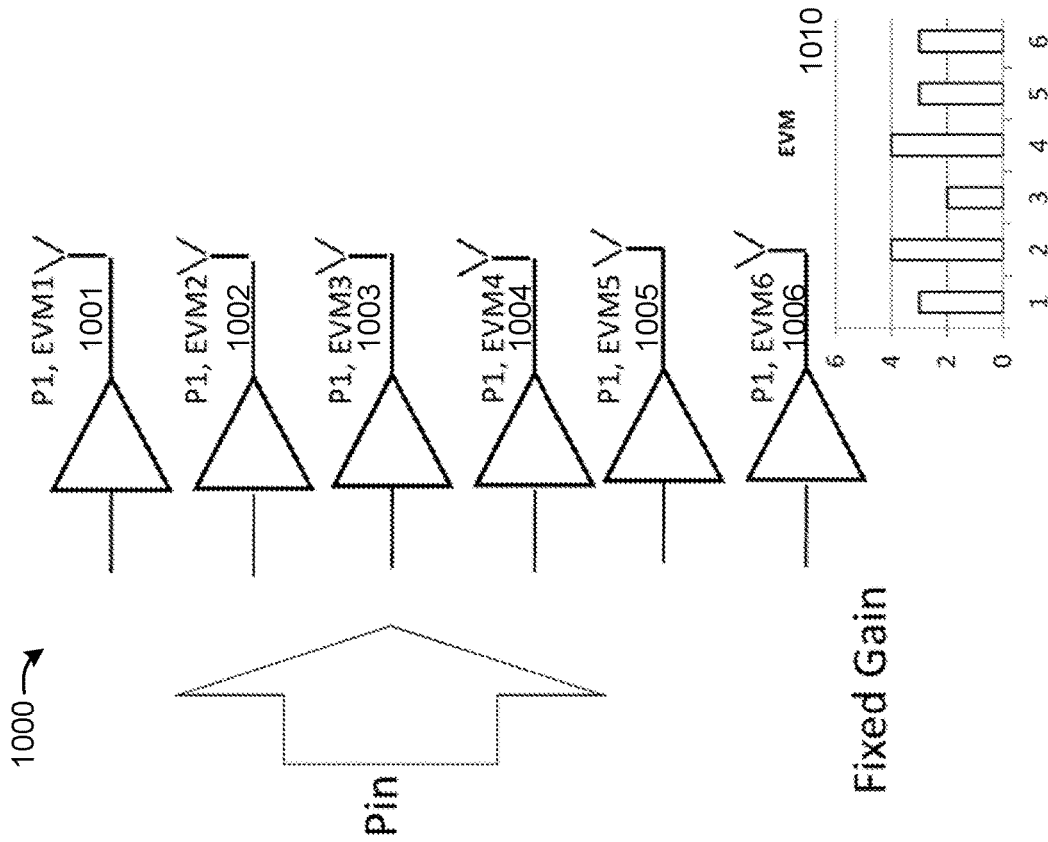 1000
P1, EVM1
1001
P1, EVM2
1002
P1, EVM3
1003
P1, EVM4
1004
P1, EVM5
1005
P1, EVM6
1006
Pin
Fixed Gain
1010
EVM
6
4
2
0
1 2 3 4 5 6